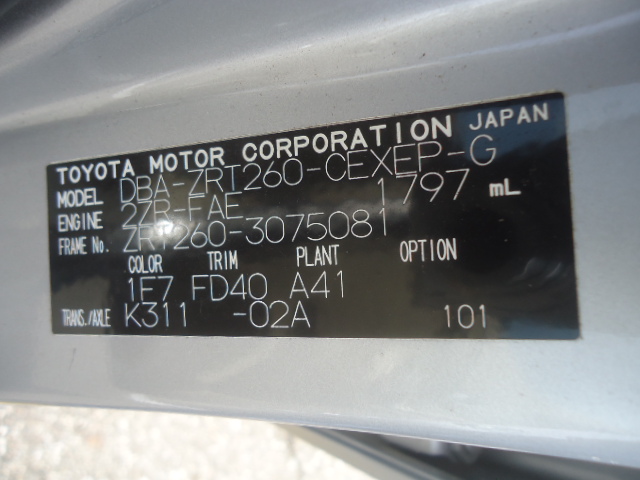 TOYOTA MOTOR CORPORATION JAPAN
MODEL DBA-ZRT260-CEXEP-G
ENGINE 2ZR-FAE 1797 mL
FRAME No. ZRT260-3075081
COLOR TRIM PLANT OPTION
1E7 FD40 A41
TRANS./AXLE K311 -02A 101